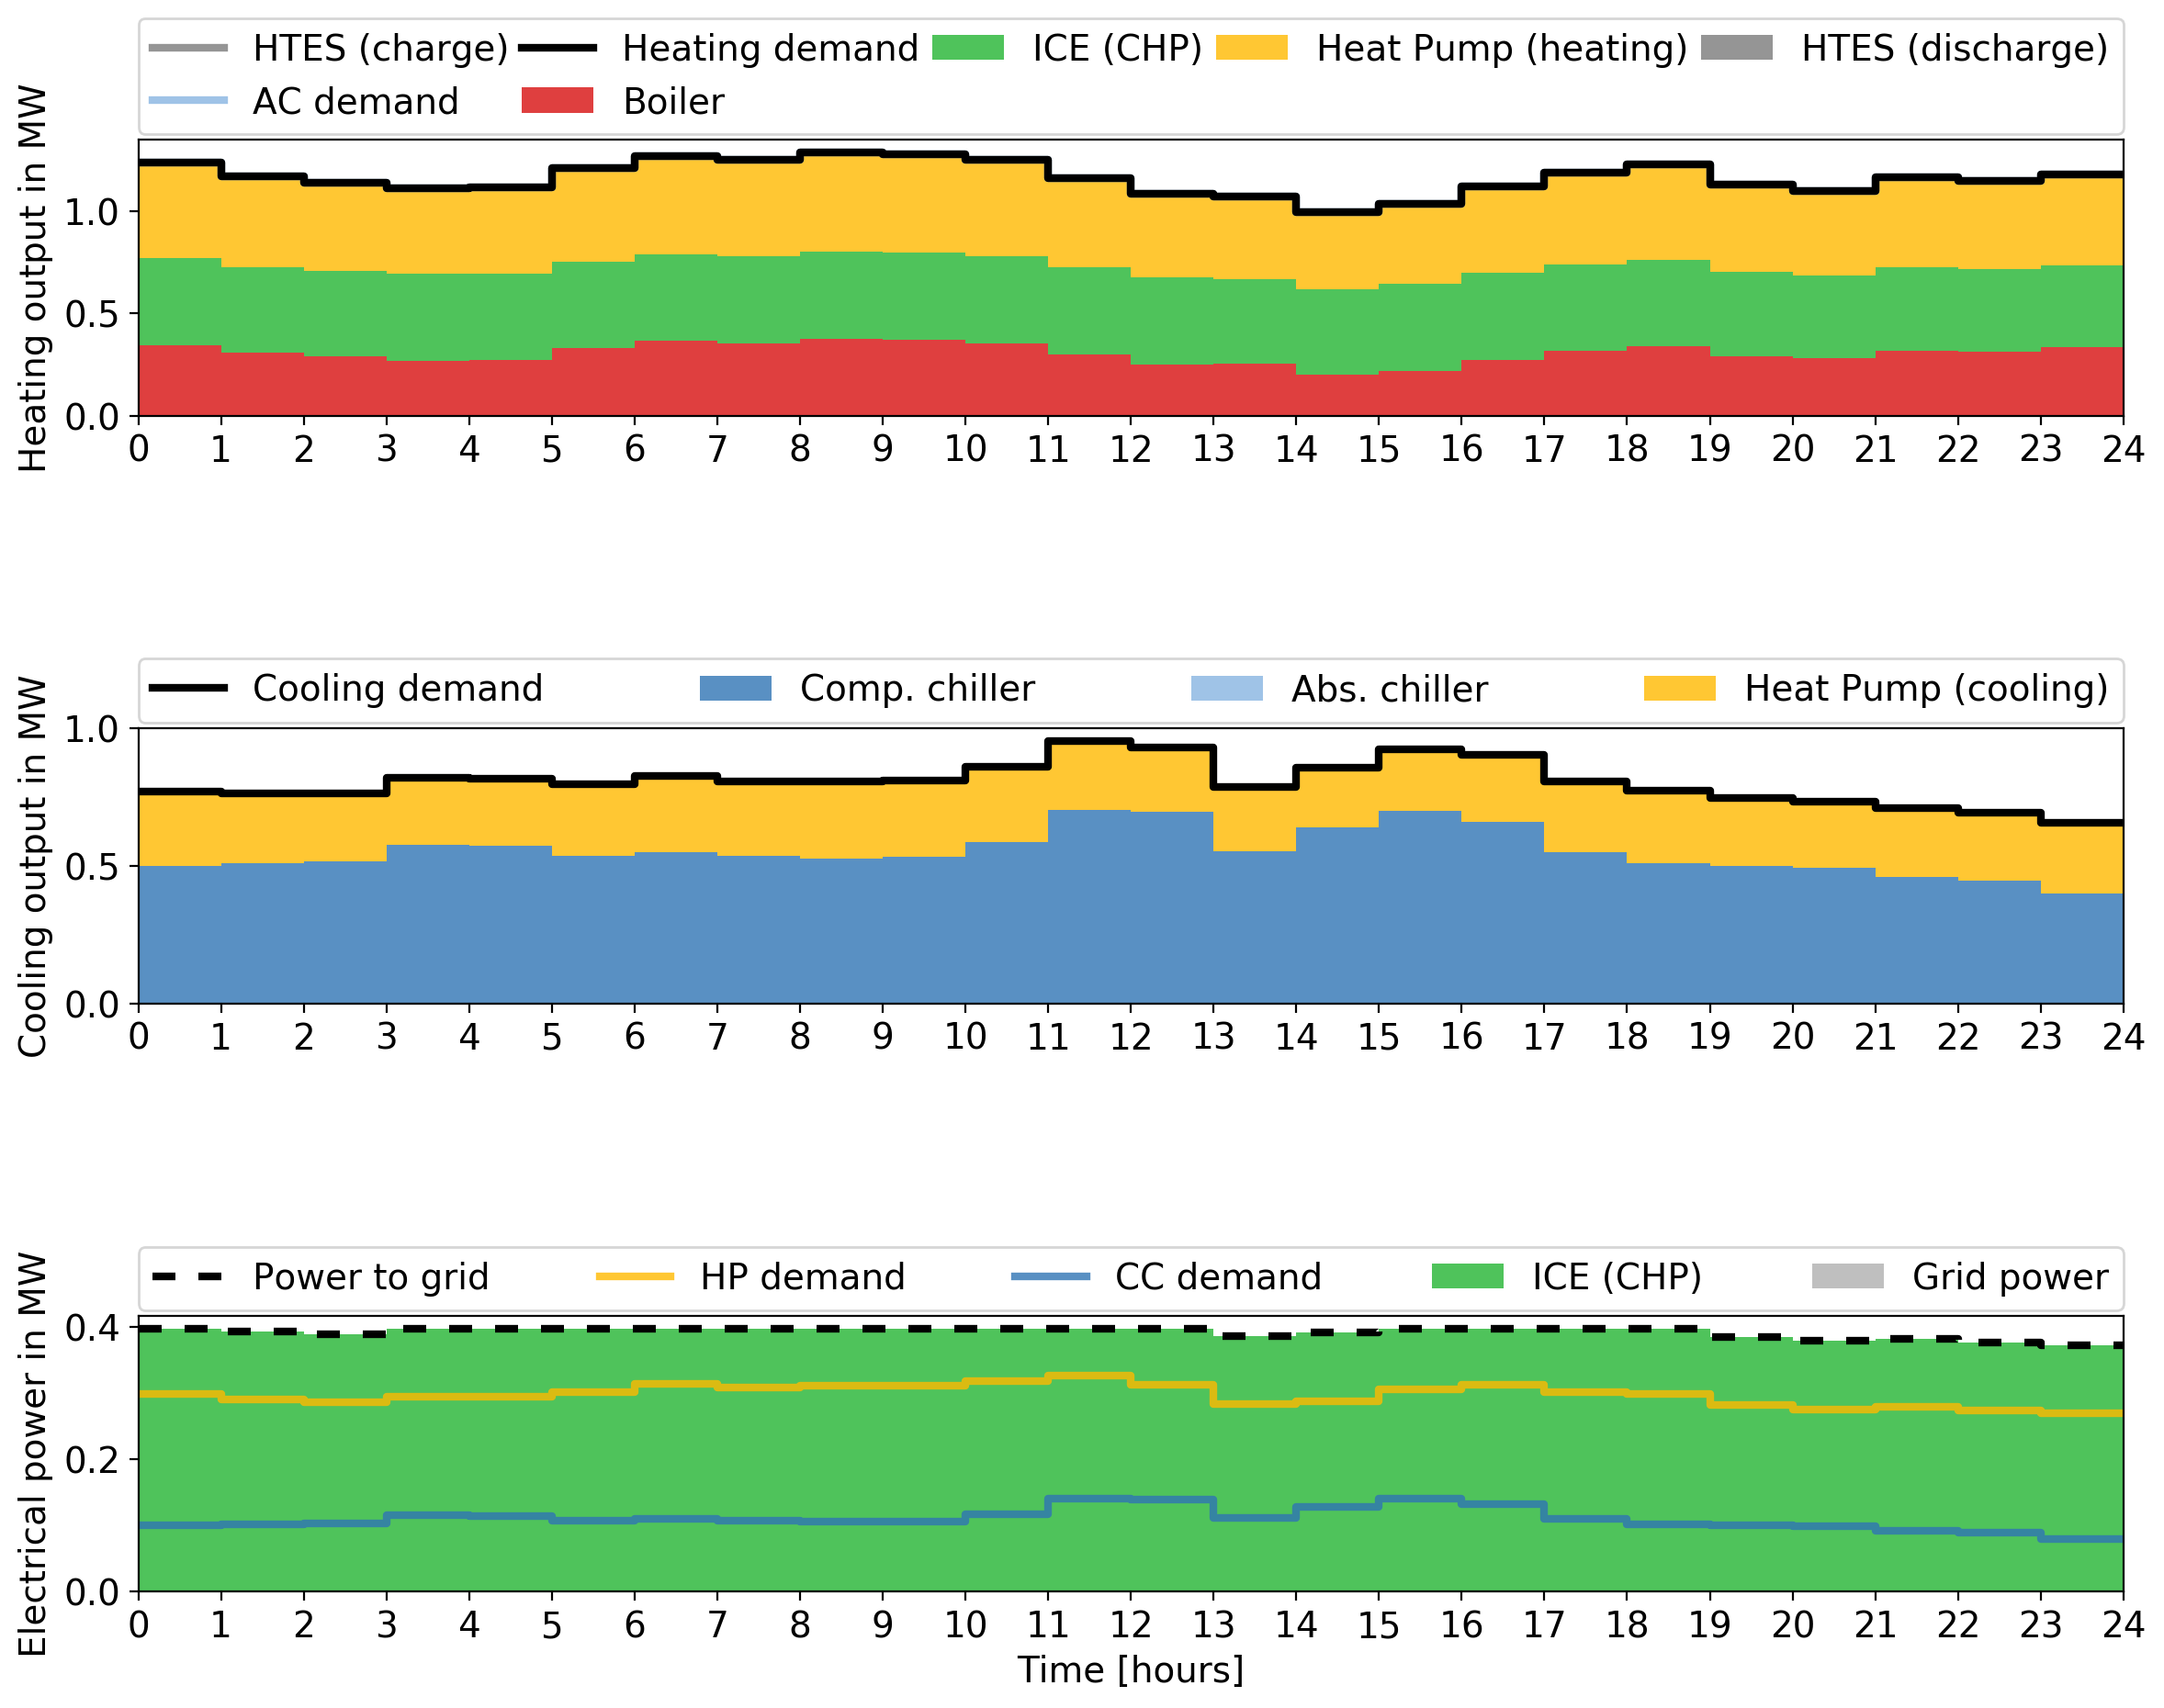 HTES (charge) Heating demand ICE (CHP) Heat Pump (heating) HTES (discharge)
AC demand Boiler
Heating output in MW
1.0
0.5
0.0
0 1 2 3 4 5 6 7 8 9 10 11 12 13 14 15 16 17 18 19 20 21 22 23 24
Cooling demand Comp. chiller Abs. chiller Heat Pump (cooling)
Cooling output in MW
1.0
0.5
0.0
0 1 2 3 4 5 6 7 8 9 10 11 12 13 14 15 16 17 18 19 20 21 22 23 24
Power to grid HP demand CC demand ICE (CHP) Grid power
Electrical power in MW
0.4
0.2
0.0
0 1 2 3 4 5 6 7 8 9 10 11 12 13 14 15 16 17 18 19 20 21 22 23 24
Time [hours]